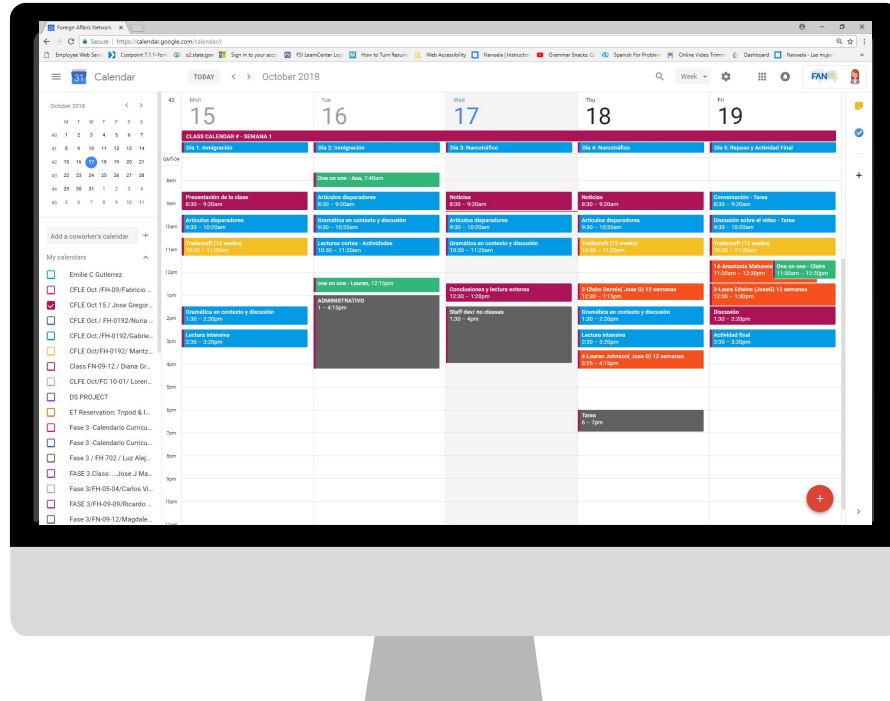 Foreign Affairs Network
Secure | https://calendar.google.com/calendar/r
Employee Web Serv
Costpoint 7.1.1-
o2.state.gov
Sign in to your acco
FSI LearnCenter Log
How to Turn Resum
Web Accessibility
Newsela | Instructio
Grammar Snacks: C
Spanish For Problem
Online Video Trimm
Dashboard
Newsela - Las mujer
31 Calendar
TODAY
October 2018
Week
FAN
October 2018
M T W T F S S
40 1 2 3 4 5 6 7
41 8 9 10 11 12 13 14
42 15 16 17 18 19 20 21
43 22 23 24 25 26 27 28
44 29 30 31 1 2 3 4
45 5 6 7 8 9 10 11
Add a coworker's calendar +
My calendars
Emilie C Gutierrez
CFLE Oct /FH-09/Fabricio ...
CFLE Oct 15 / Jose Gregor...
CFLE Oct./ FH-0192/Nuria ...
CFLE Oct./FH-0192/Gabrie...
CFLE Oct/FH-0192/ Maritz...
Class FN-09-12 / Diana Gr...
CLFE Oct/FC 10-01/ Loren...
DS PROJECT
ET Reservation: Tripod & I...
Fase 3 -Calendario Curricu...
Fase 3 -Calendario Curricu...
Fase 3 / FH 702 / Luz Alej...
FASE 3.Class: ...Jose J Ma...
Fase 3/FH-05-04/Carlos Vi...
FASE 3/FH-09-09/Ricardo ...
Fase 3/FN-09-12/Magdale...
42
Mon
15
Tue
16
Wed
17
Thu
18
Fri
19
CLASS CALENDAR # - SEMANA 1
Día 1: Inmigración
Día 2: Inmigración
Día 3: Narcotráfico
Día 4: Narcotráfico
Día 5: Repaso y Actividad Final
GMT-04
8am
9am
10am
11am
12pm
1pm
2pm
3pm
4pm
5pm
6pm
7pm
8pm
9pm
10pm
11pm
Presentación de la clase
8:30 – 9:20am
Artículos disparadores
9:30 – 10:20am
Tradecraft (12 weeks)
10:30 – 11:20am
Gramática en contexto y discusión
1:30 – 2:20pm
Lectura intensiva
2:30 – 3:20pm
One on one - Ana, 7:40am
Artículos disparadores
8:30 – 9:20am
Gramática en contexto y discusión
9:30 – 10:20am
Lecturas cortas - Actividades
10:30 – 11:20am
one on one - Lauren, 12:15pm
ADMINISTRATIVO
1 – 4:15pm
Noticias
8:30 – 9:20am
Artículos disparadores
9:30 – 10:20am
Gramática en contexto y discusión
10:30 – 11:20am
Conclusiones y lectura extensa
12:30 – 1:20pm
Staff dev/ no classes
1:30 – 4pm
Noticias
8:30 – 9:20am
Artículos disparadores
9:30 – 10:20am
Tradecraft (12 weeks)
10:30 – 11:20am
2-Claire Dennis( Jose G) 12 semanas
12:30 – 1:15pm
Gramática en contexto y discusión
1:30 – 2:20pm
Lectura intensiva
2:30 – 3:20pm
4-Lauren Johnson( Jose G) 12 semanas
3:25 – 4:15pm
Tarea
6 – 7pm
Conversación - Tarea
8:30 – 9:20am
Discusión sobre el video - Tarea
9:30 – 10:20am
Tradecraft (12 weeks)
10:30 – 11:20am
14-Anastasia
11:30am – 12:20pm
One on one - Claire
11:30am – 12:20pm
3-Laura Edwins (JoseG) 12 semanas
12:30 – 1:30pm
Discusión
1:30 – 2:20pm
Actividad final
2:30 – 3:20pm